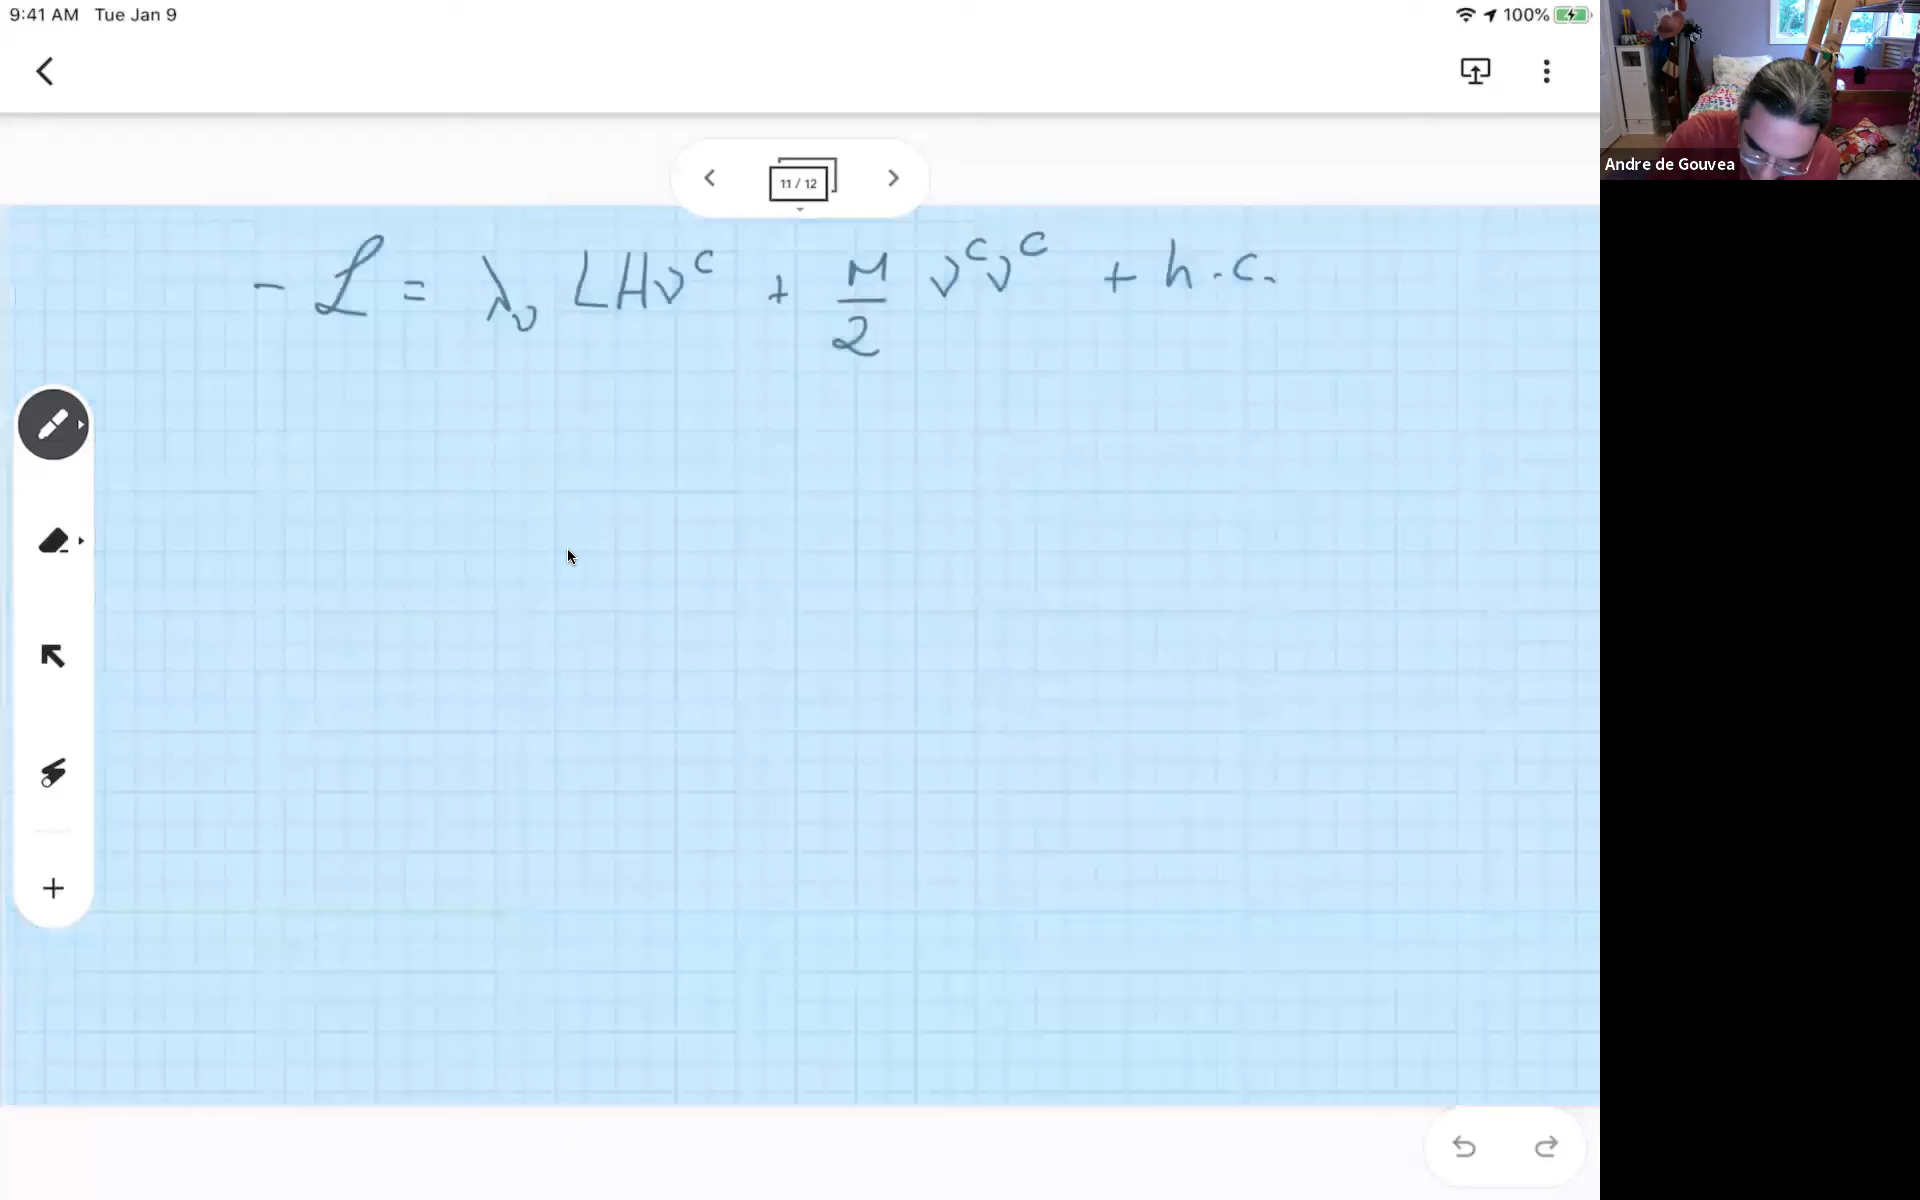 9:41 AM Tue Jan 9
100%
Andre de Gouvea
11 / 12
- ℒ = λ_ν LHν^c + M/2 ν^cν^c + h.c.